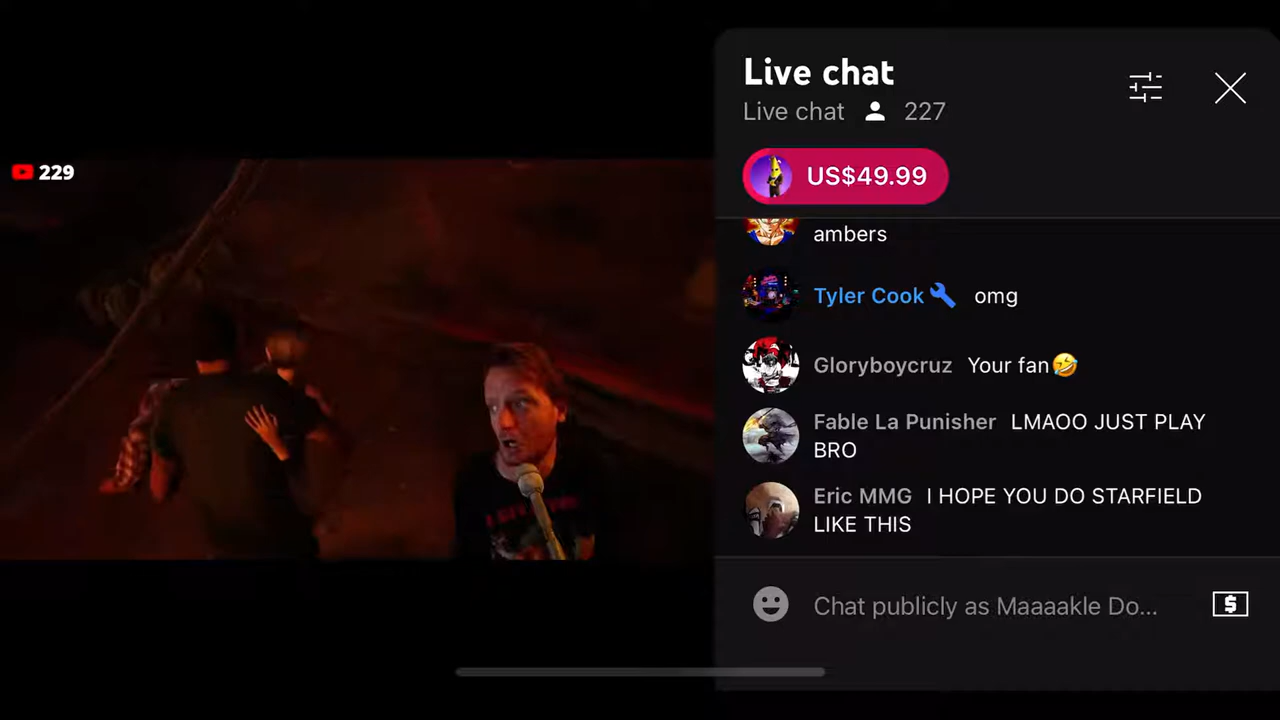 Live chat
Live chat 227
229
US$49.99
ambers
Tyler Cook omg
Gloryboycruz Your fan🤣
Fable La Punisher LMAOO JUST PLAY
BRO
Eric MMG I HOPE YOU DO STARFIELD
LIKE THIS
Chat publicly as Maaaakle Do...
$